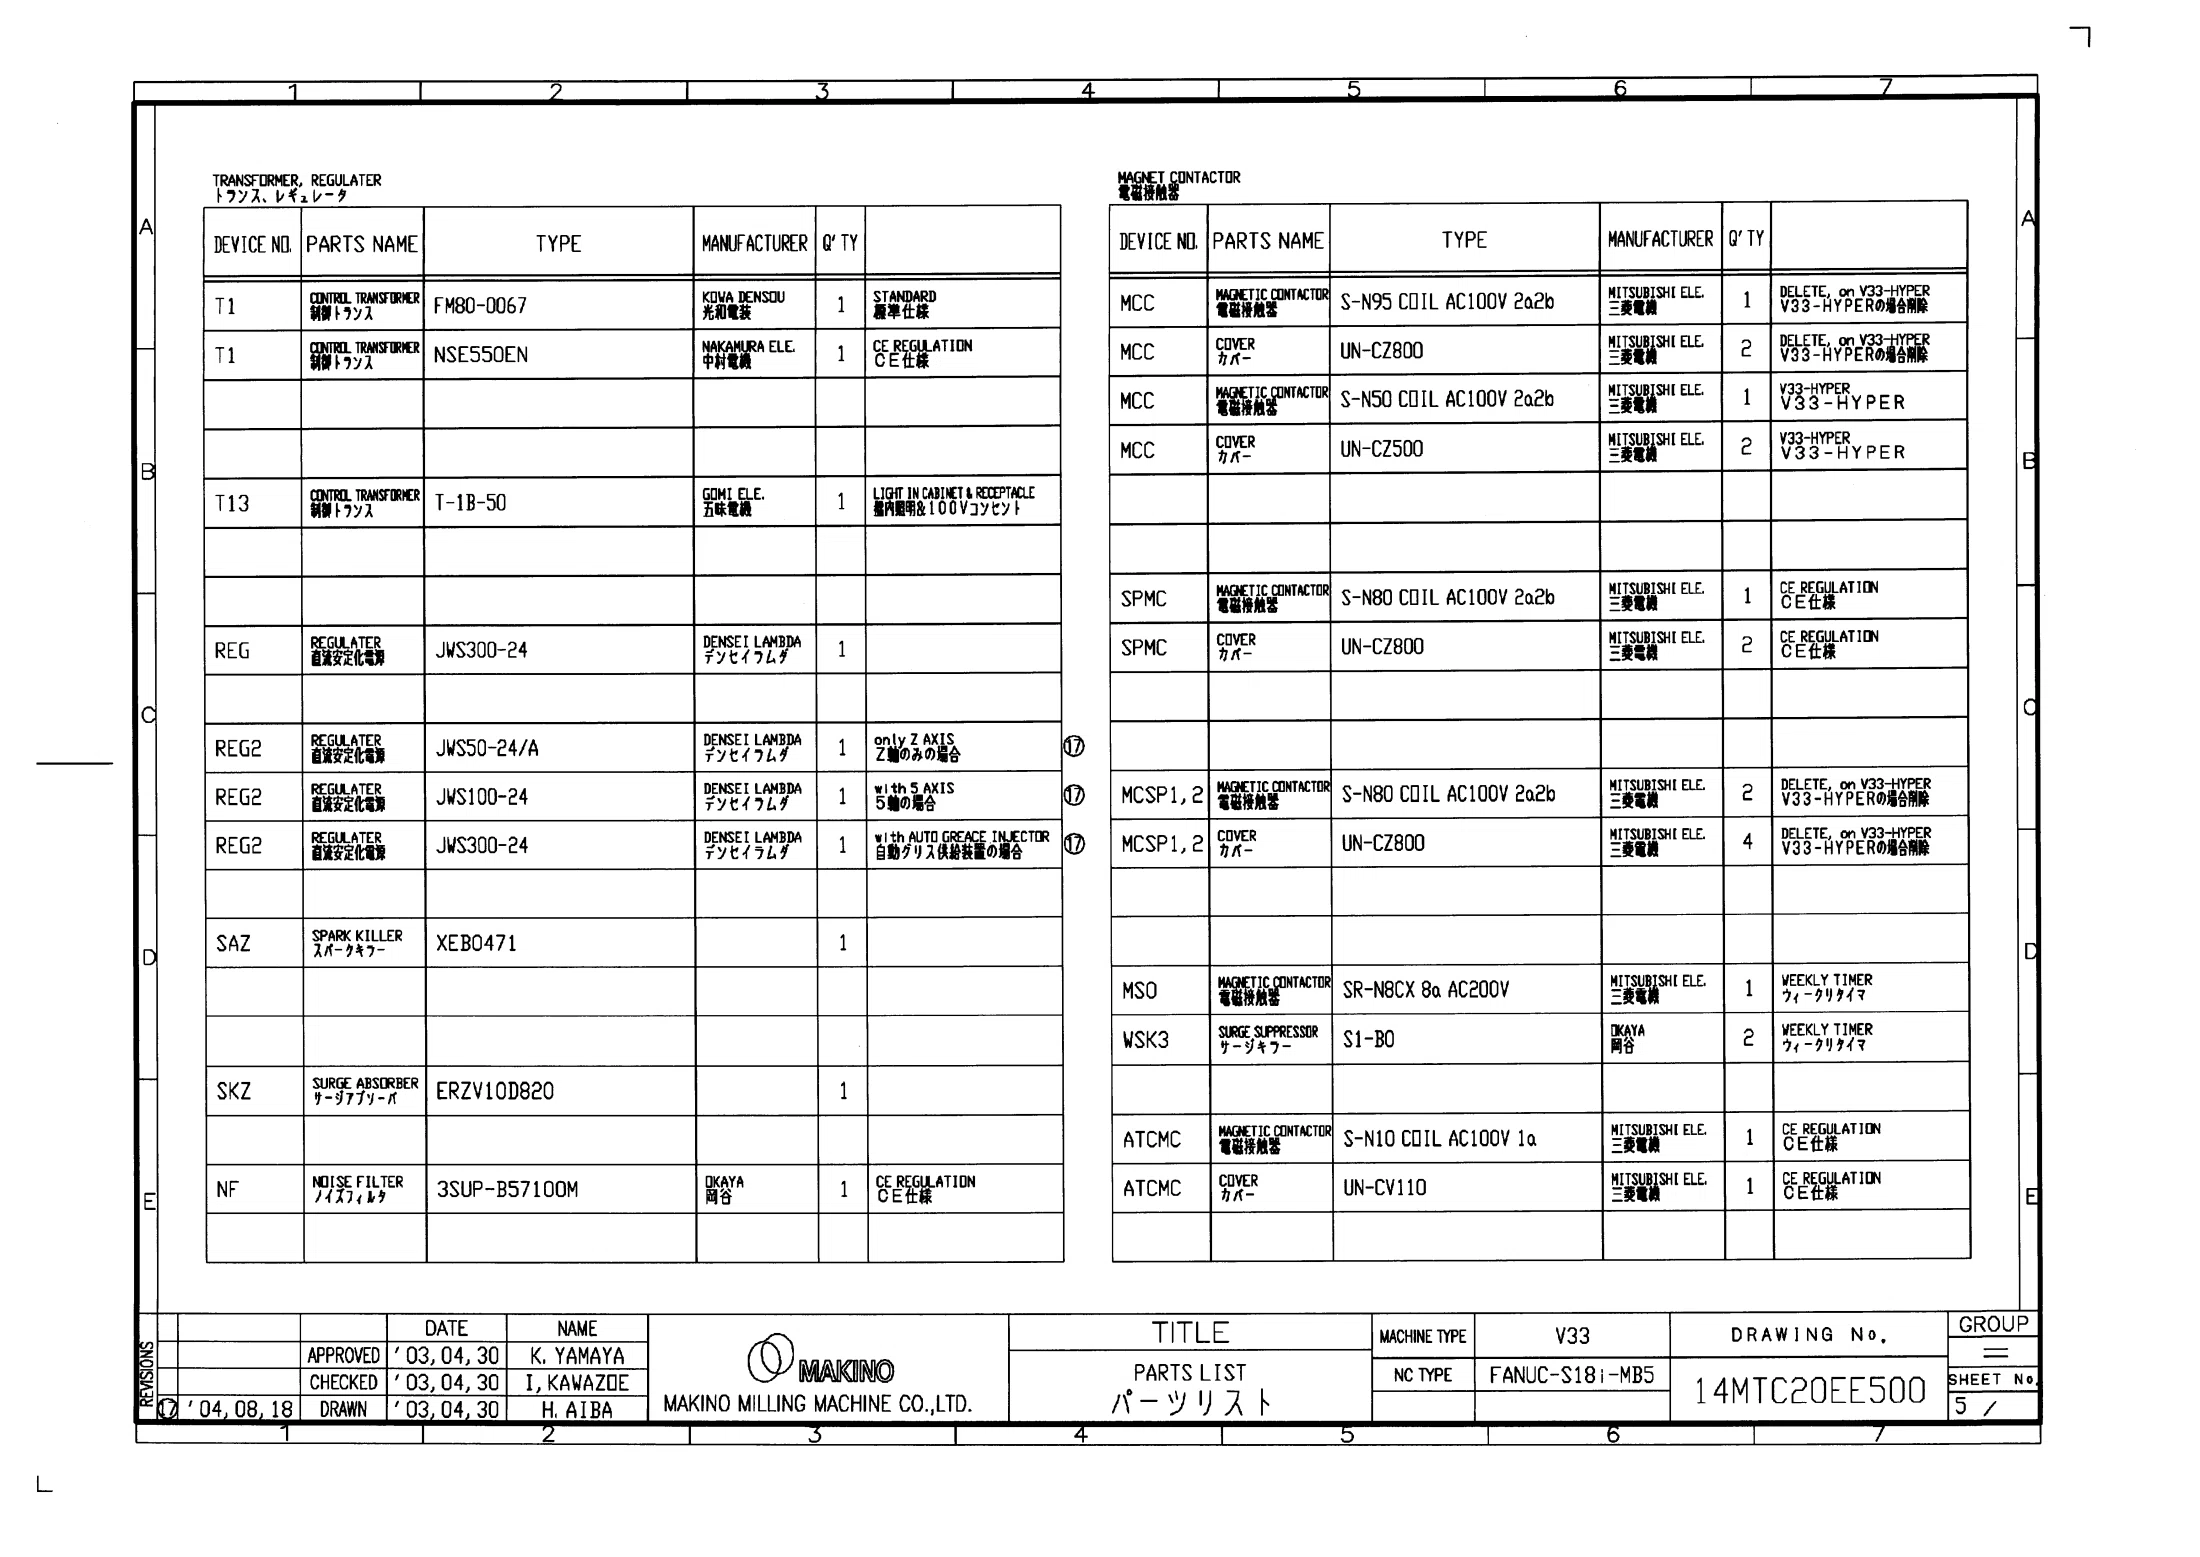 1 2 3 4 5 6 7
TRANSFORMER, REGULATER
トランス、レギュレータ
DEVICE NO. PARTS NAME TYPE MANUFACTURER Q' TY
T1 CONTROL TRANSFORMER FM80-0067 KOWA DENSOU 1 STANDARD
制御トランス 光和電装 標準仕様
T1 CONTROL TRANSFORMER NSE550EN NAKAMURA ELE. 1 CE REGULATION
制御トランス 中村電機 CE仕様
T13 CONTROL TRANSFORMER T-1B-50 GOMI ELE. 1 LIGHT IN CABINET & RECEPTACLE
制御トランス 五味電機 盤内照明&100Vコンセント
REG REGULATER JWS300-24 DENSEI LAMBDA 1
直流安定化電源 デンセイラムダ
REG2 REGULATER JWS50-24/A DENSEI LAMBDA 1 only Z AXIS ⑰
直流安定化電源 デンセイラムダ Z軸のみの場合
REG2 REGULATER JWS100-24 DENSEI LAMBDA 1 with 5 AXIS ⑰
直流安定化電源 デンセイラムダ 5軸の場合
REG2 REGULATER JWS300-24 DENSEI LAMBDA 1 with AUTO GREACE INJECTOR ⑰
直流安定化電源 デンセイラムダ 自動グリス供給装置の場合
SAZ SPARK KILLER XEB0471 1
スパークキラー
SKZ SURGE ABSORBER ERZV10D820 1
サージアブソーバ
NF NOISE FILTER 3SUP-B57100M OKAYA 1 CE REGULATION
ノイズフィルタ 岡谷 CE仕様
MAGNET CONTACTOR
電磁接触器
DEVICE NO. PARTS NAME TYPE MANUFACTURER Q' TY
MCC MAGNETIC CONTACTOR S-N95 COIL AC100V 2a2b MITSUBISHI ELE. 1 DELETE, on V33-HYPER
電磁接触器 三菱電機 V33-HYPERの場合削除
MCC COVER UN-CZ800 MITSUBISHI ELE. 2 DELETE, on V33-HYPER
カバー 三菱電機 V33-HYPERの場合削除
MCC MAGNETIC CONTACTOR S-N50 COIL AC100V 2a2b MITSUBISHI ELE. 1 V33-HYPER
電磁接触器 三菱電機 V33-HYPER
MCC COVER UN-CZ500 MITSUBISHI ELE. 2 V33-HYPER
カバー 三菱電機 V33-HYPER
SPMC MAGNETIC CONTACTOR S-N80 COIL AC100V 2a2b MITSUBISHI ELE. 1 CE REGULATION
電磁接触器 三菱電機 CE仕様
SPMC COVER UN-CZ800 MITSUBISHI ELE. 2 CE REGULATION
カバー 三菱電機 CE仕様
MCSP1,2 MAGNETIC CONTACTOR S-N80 COIL AC100V 2a2b MITSUBISHI ELE. 2 DELETE, on V33-HYPER
電磁接触器 三菱電機 V33-HYPERの場合削除
MCSP1,2 COVER UN-CZ800 MITSUBISHI ELE. 4 DELETE, on V33-HYPER
カバー 三菱電機 V33-HYPERの場合削除
MS0 MAGNETIC CONTACTOR SR-N8CX 8a AC200V MITSUBISHI ELE. 1 WEEKLY TIMER
電磁接触器 三菱電機 ウィークリタイマ
WSK3 SURGE SUPPRESSOR S1-B0 OKAYA 2 WEEKLY TIMER
サージキラー 岡谷 ウィークリタイマ
ATCMC MAGNETIC CONTACTOR S-N10 COIL AC100V 1a MITSUBISHI ELE. 1 CE REGULATION
電磁接触器 三菱電機 CE仕様
ATCMC COVER UN-CV110 MITSUBISHI ELE. 1 CE REGULATION
カバー 三菱電機 CE仕様
A A
B B
C C
D D
E E
REVISIONS
DATE NAME
APPROVED '03,04,30 K. YAMAYA
CHECKED '03,04,30 I, KAWAZOE
⑰ '04,08,18 DRAWN '03,04,30 H. AIBA
MAKINO
MAKINO MILLING MACHINE CO.,LTD.
TITLE
PARTS LIST
パーツリスト
MACHINE TYPE V33
NC TYPE FANUC-S18i-MB5
DRAWING No.
14MTC20EE500
GROUP
=
SHEET No.
5 /
1 2 3 4 5 6 7